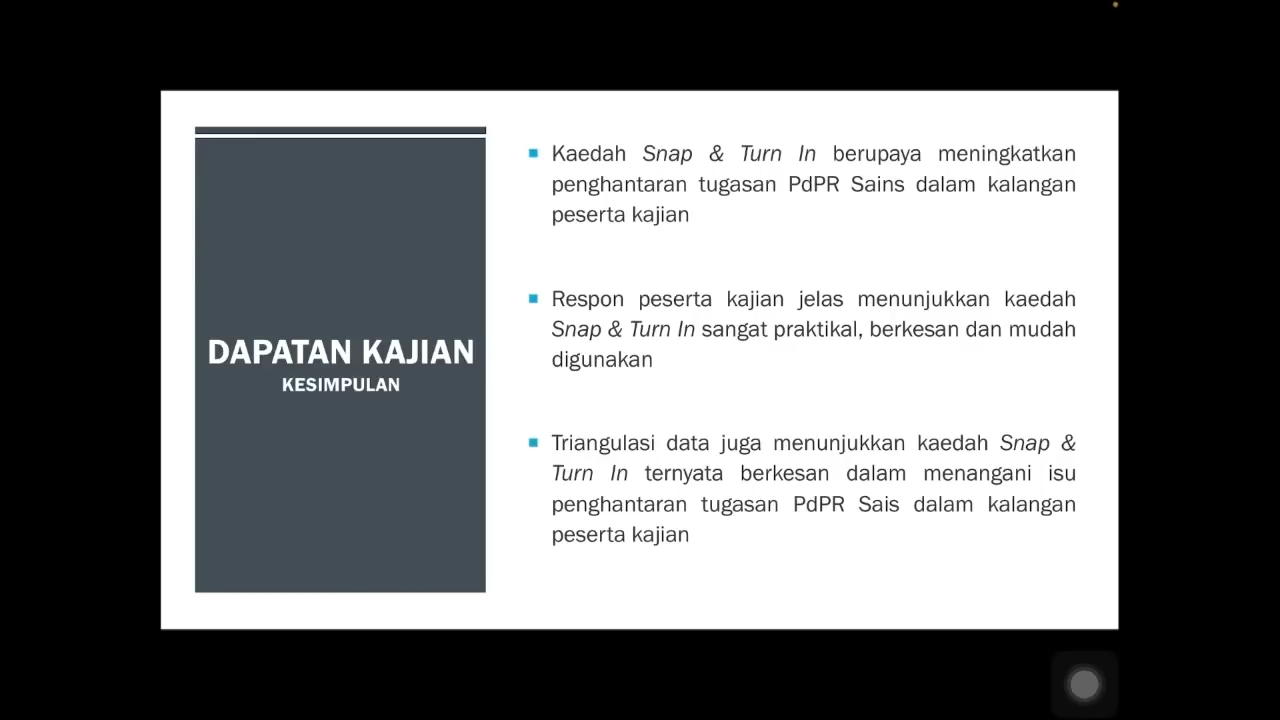 DAPATAN KAJIAN
KESIMPULAN
Kaedah Snap & Turn In berupaya meningkatkan
penghantaran tugasan PdPR Sains dalam kalangan
peserta kajian
Respon peserta kajian jelas menunjukkan kaedah
Snap & Turn In sangat praktikal, berkesan dan mudah
digunakan
Triangulasi data juga menunjukkan kaedah Snap &
Turn In ternyata berkesan dalam menangani isu
penghantaran tugasan PdPR Sais dalam kalangan
peserta kajian